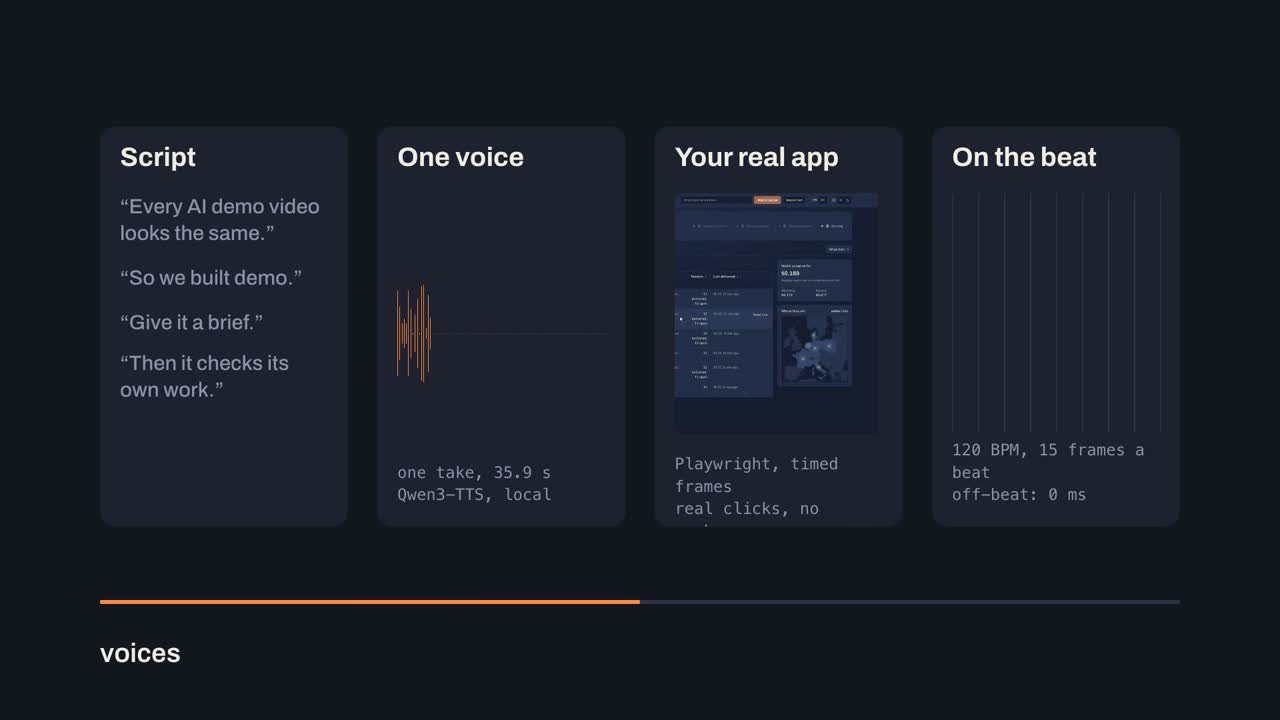 Script
“Every AI demo video
looks the same.”
“So we built demo.”
“Give it a brief.”
“Then it checks its
own work.”
One voice
one take, 35.9 s
Qwen3-TTS, local
Your real app
$0.189
Playwright, timed
frames
real clicks, no
On the beat
120 BPM, 15 frames a
beat
off-beat: 0 ms
voices